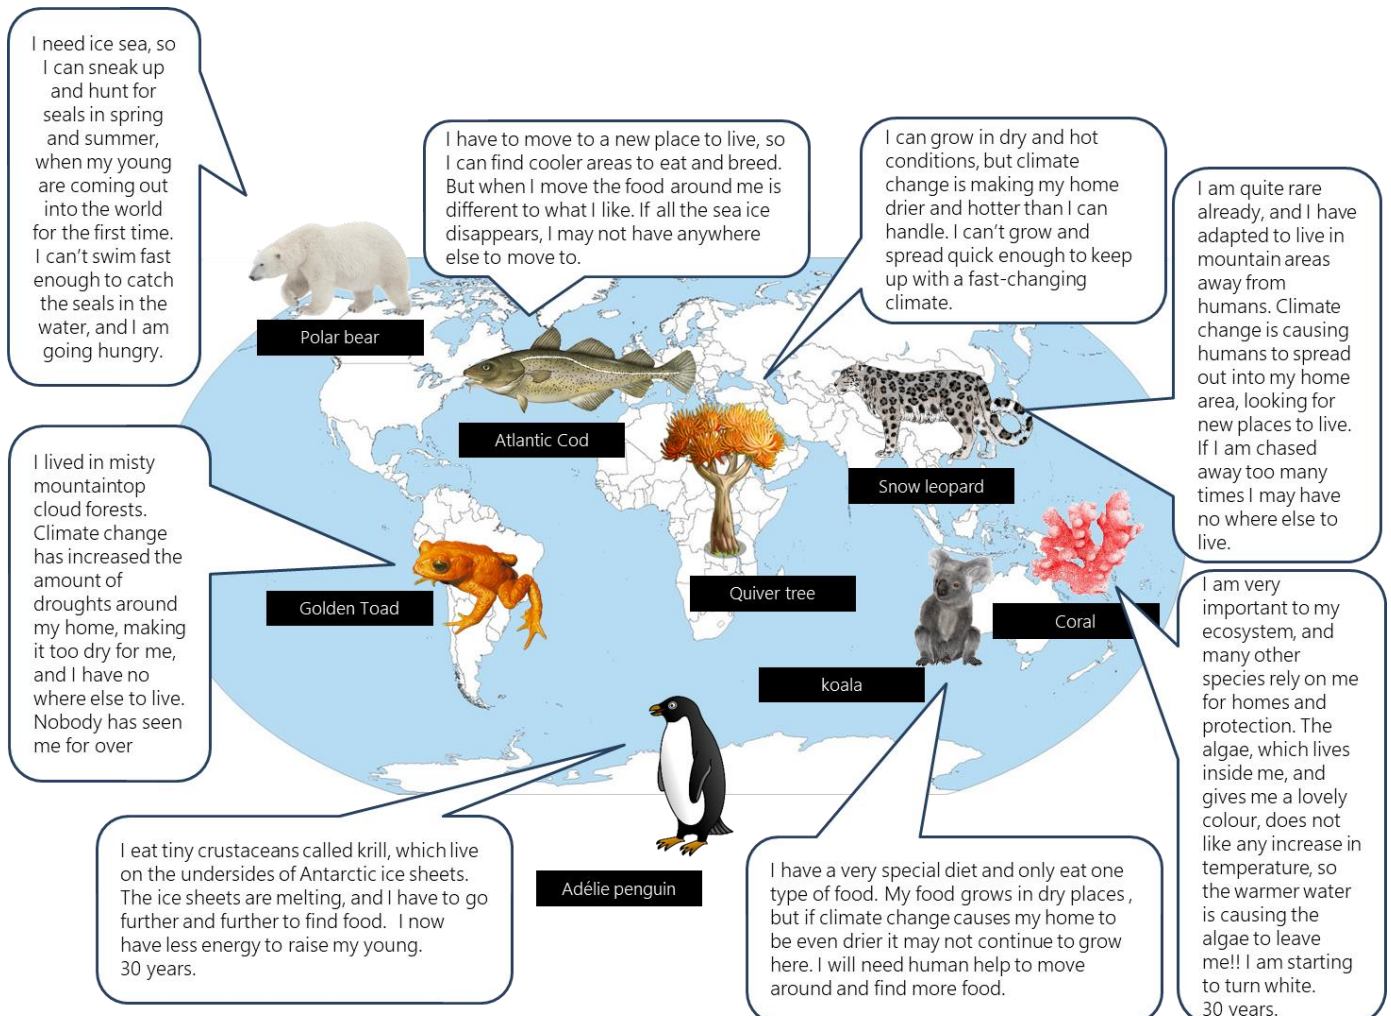 I need ice sea, so
I can sneak up
and hunt for
seals in spring
and summer,
when my young
are coming out
into the world
for the first time.
I can't swim fast
enough to catch
the seals in the
water, and I am
going hungry.
Polar bear
I have to move to a new place to live, so
I can find cooler areas to eat and breed.
But when I move the food around me is
different to what I like. If all the sea ice
disappears, I may not have anywhere
else to move to.
Atlantic Cod
I can grow in dry and hot
conditions, but climate
change is making my home
drier and hotter than I can
handle. I can't grow and
spread quick enough to keep
up with a fast-changing
climate.
Quiver tree
I am quite rare
already, and I have
adapted to live in
mountain areas
away from
humans. Climate
change is causing
humans to spread
out into my home
area, looking for
new places to live.
If I am chased
away too many
times I may have
no where else to
live.
Snow leopard
I lived in misty
mountaintop
cloud forests.
Climate change
has increased the
amount of
droughts around
my home, making
it too dry for me,
and I have no
where else to live.
Nobody has seen
me for over
Golden Toad
Coral
I am very
important to my
ecosystem, and
many other
species rely on me
for homes and
protection. The
algae, which lives
inside me, and
gives me a lovely
colour, does not
like any increase in
temperature, so
the warmer water
is causing the
algae to leave
me!! I am starting
to turn white.
30 years.
koala
I have a very special diet and only eat one
type of food. My food grows in dry places ,
but if climate change causes my home to
be even drier it may not continue to grow
here. I will need human help to move
around and find more food.
I eat tiny crustaceans called krill, which live
on the undersides of Antarctic ice sheets.
The ice sheets are melting, and I have to go
further and further to find food.  I now
have less energy to raise my young.
30 years.
Adélie penguin